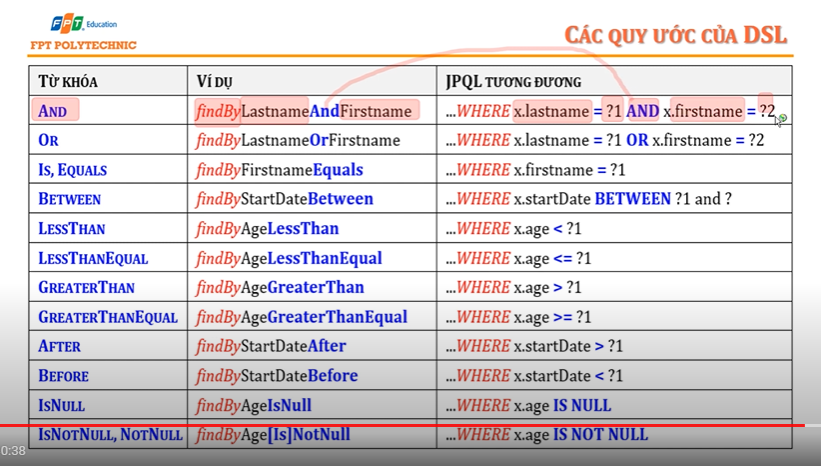 FPT Education
FPT POLYTECHNIC
CÁC QUY ƯỚC CỦA DSL
TỪ KHÓA VÍ DỤ JPQL TƯƠNG ĐƯƠNG
AND findByLastnameAndFirstname ...WHERE x.lastname = ?1 AND x.firstname = ?2
OR findByLastnameOrFirstname ...WHERE x.lastname = ?1 OR x.firstname = ?2
IS, EQUALS findByFirstnameEquals ...WHERE x.firstname = ?1
BETWEEN findByStartDateBetween ...WHERE x.startDate BETWEEN ?1 and ?
LESSTHAN findByAgeLessThan ...WHERE x.age < ?1
LESSTHANEQUAL findByAgeLessThanEqual ...WHERE x.age <= ?1
GREATERTHAN findByAgeGreaterThan ...WHERE x.age > ?1
GREATERTHANEQUAL findByAgeGreaterThanEqual ...WHERE x.age >= ?1
AFTER findByStartDateAfter ...WHERE x.startDate > ?1
BEFORE findByStartDateBefore ...WHERE x.startDate < ?1
ISNULL findByAgeIsNull ...WHERE x.age IS NULL
ISNOTNULL, NOTNULL findByAge[Is]NotNull ...WHERE x.age IS NOT NULL
0:38